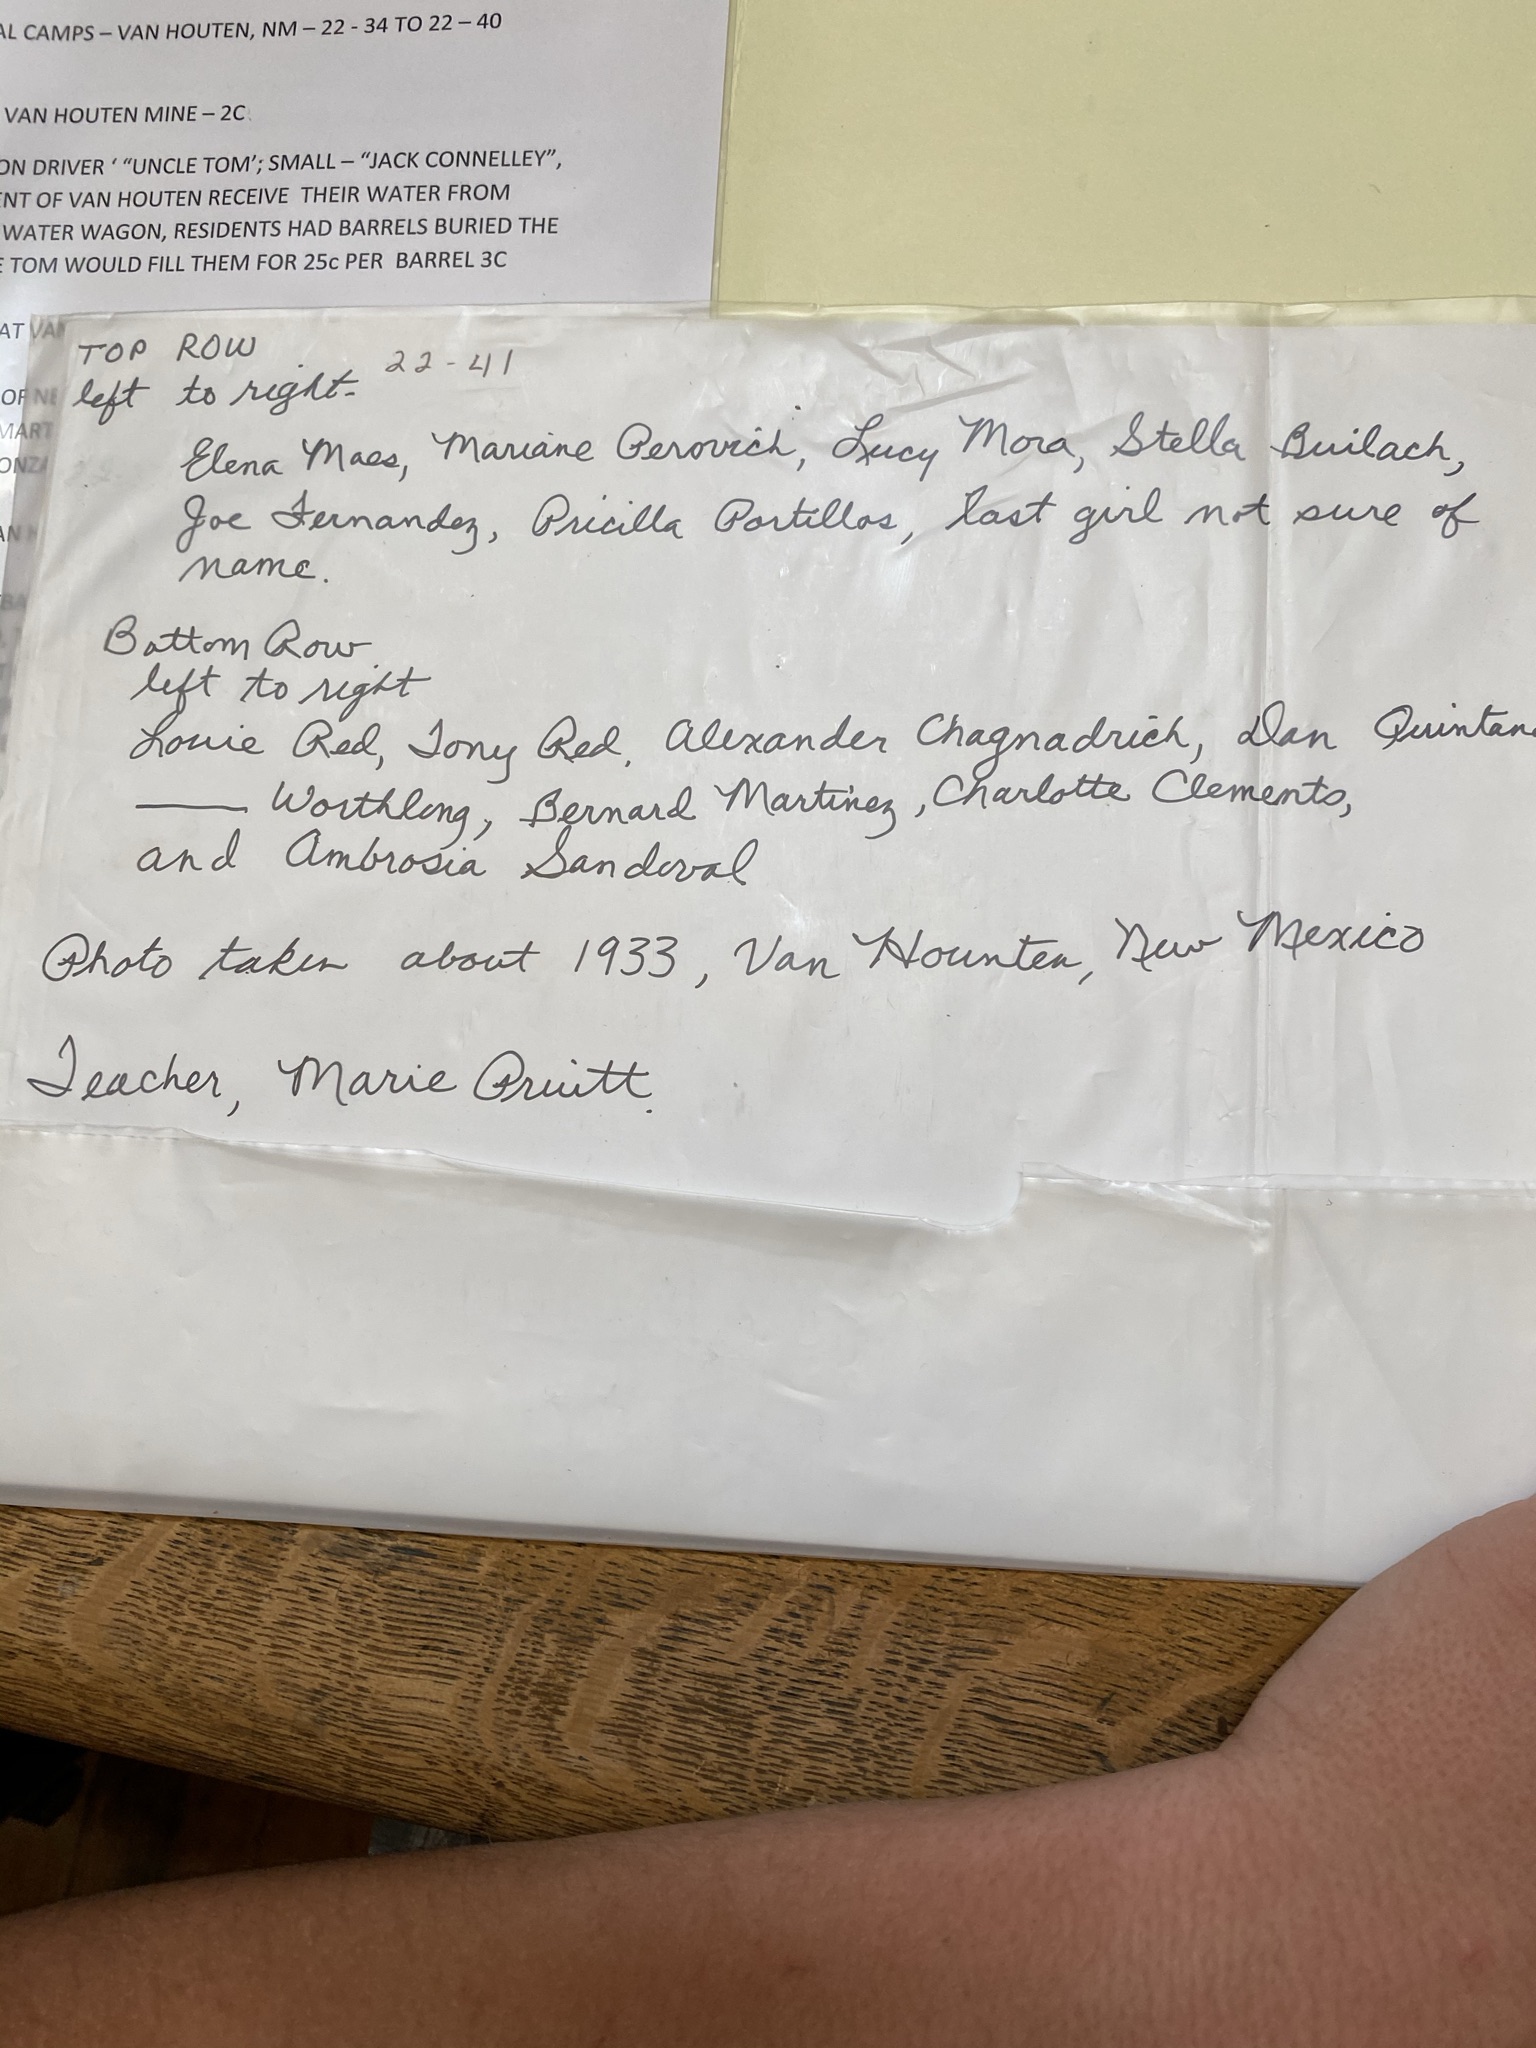 AL CAMPS – VAN HOUTEN, NM – 22 - 34 TO 22 – 40
VAN HOUTEN MINE – 2C
ON DRIVER ‘ “UNCLE TOM’; SMALL – “JACK CONNELLEY”,
ENT OF VAN HOUTEN RECEIVE THEIR WATER FROM
WATER WAGON, RESIDENTS HAD BARRELS BURIED THE
E TOM WOULD FILL THEM FOR 25c PER BARREL 3C
AT VAN
OF NE
MART
ONZA
AN H
TOP ROW
22-41
left to right-
Elena Maes, Mariane Perovich, Lucy Mora, Stella Builach,
Joe Fernandez, Pricilla Portillos, last girl not sure of
name.
Bottom Row
left to right
Louie Red, Tony Red, Alexander Chagnadrich, Dan Quintan
—— Worthlong, Bernard Martinez, Charlotte Clements,
and Ambrosia Sandoval
Photo taken about 1933, Van Hounten, New Mexico
Teacher, Marie Pruitt.